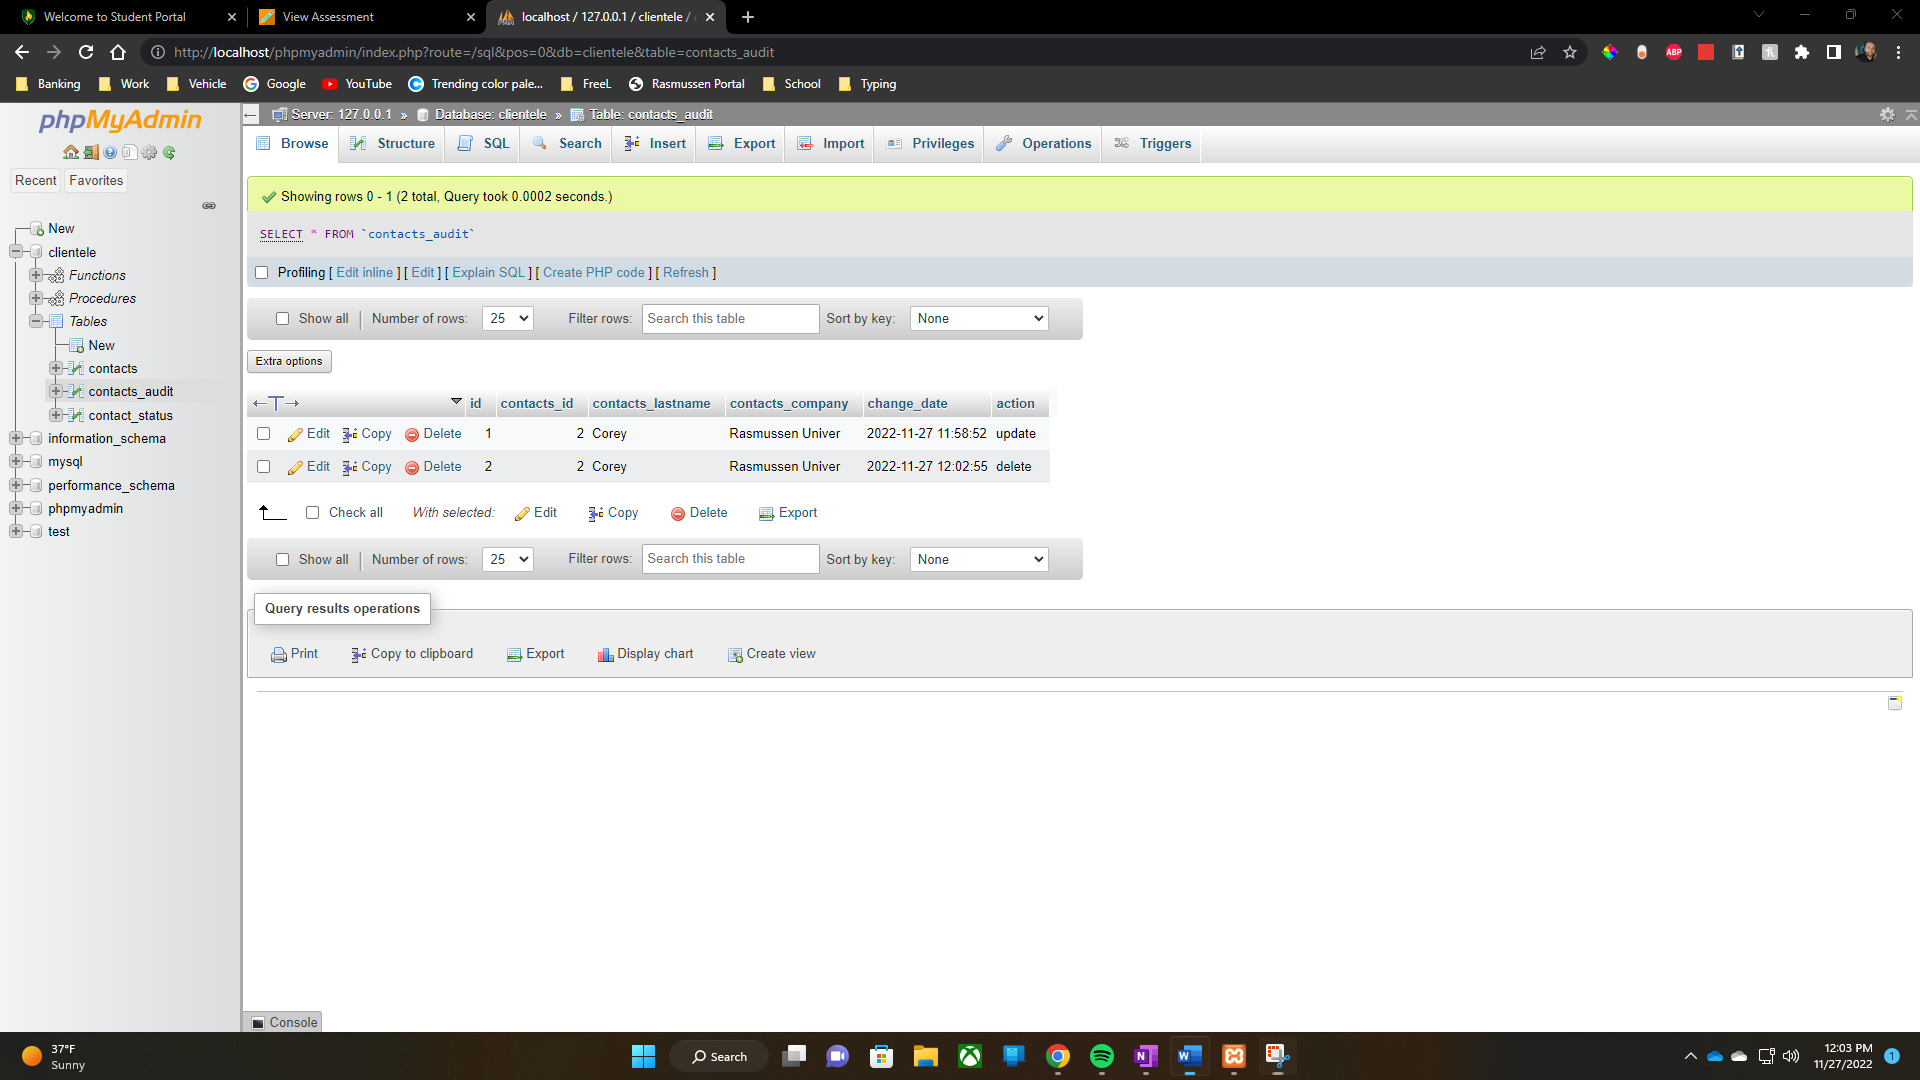 Welcome to Student Portal
View Assessment
localhost / 127.0.0.1 / clientele /
http://localhost/phpmyadmin/index.php?route=/sql&pos=0&db=clientele&table=contacts_audit
ABP
Banking Work Vehicle Google YouTube Trending color pale... FreeL Rasmussen Portal School Typing
phpMyAdmin
Recent Favorites
New
clientele
Functions
Procedures
Tables
New
contacts
contacts_audit
contact_status
information_schema
mysql
performance_schema
phpmyadmin
test
Server: 127.0.0.1 » Database: clientele » Table: contacts_audit
Browse Structure SQL Search Insert Export Import Privileges Operations Triggers
Showing rows 0 - 1 (2 total, Query took 0.0002 seconds.)
SELECT * FROM `contacts_audit`
Profiling [ Edit inline ] [ Edit ] [ Explain SQL ] [ Create PHP code ] [ Refresh ]
Show all Number of rows: 25 Filter rows: Search this table Sort by key: None
Extra options
id contacts_id contacts_lastname contacts_company change_date action
Edit Copy Delete 1 2 Corey Rasmussen Univer 2022-11-27 11:58:52 update
Edit Copy Delete 2 2 Corey Rasmussen Univer 2022-11-27 12:02:55 delete
Check all With selected: Edit Copy Delete Export
Show all Number of rows: 25 Filter rows: Search this table Sort by key: None
Query results operations
Print Copy to clipboard Export Display chart Create view
Console
37°F
Sunny
Search
12:03 PM
11/27/2022
1